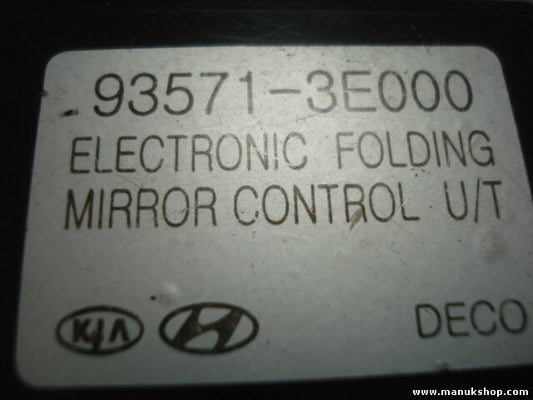 93571-3E000
ELECTRONIC FOLDING
MIRROR CONTROL U/T
KIA
DECO
www.manukshop.com